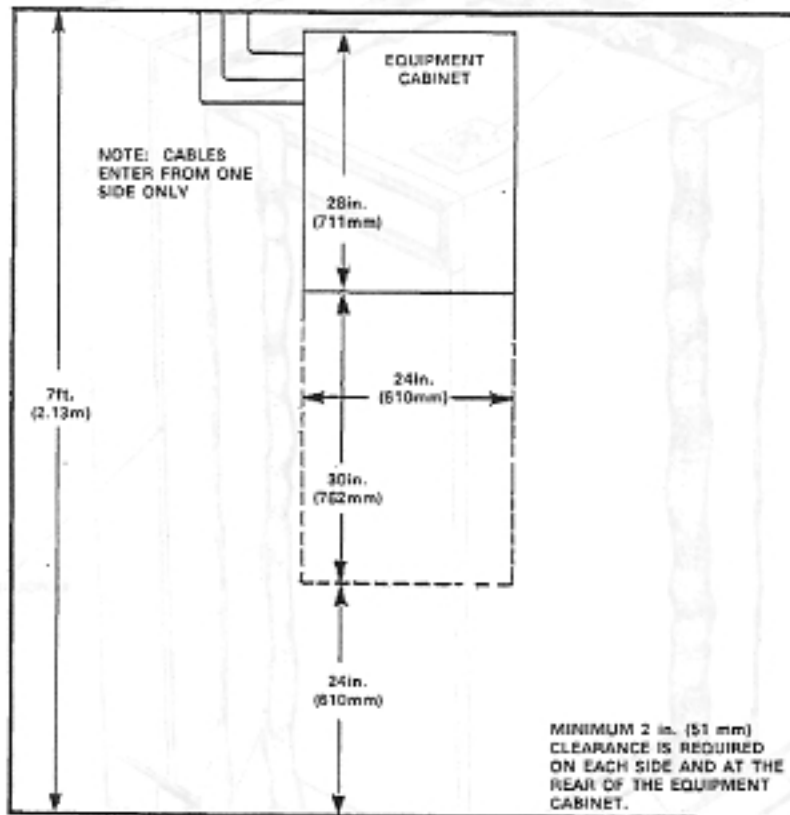 EQUIPMENT
CABINET
NOTE: CABLES
ENTER FROM ONE
SIDE ONLY
28in.
(711mm)
7ft.
(2.13m)
24in.
(610mm)
30in.
(762mm)
24in.
(610mm)
MINIMUM 2 in. (51 mm)
CLEARANCE IS REQUIRED
ON EACH SIDE AND AT THE
REAR OF THE EQUIPMENT
CABINET.